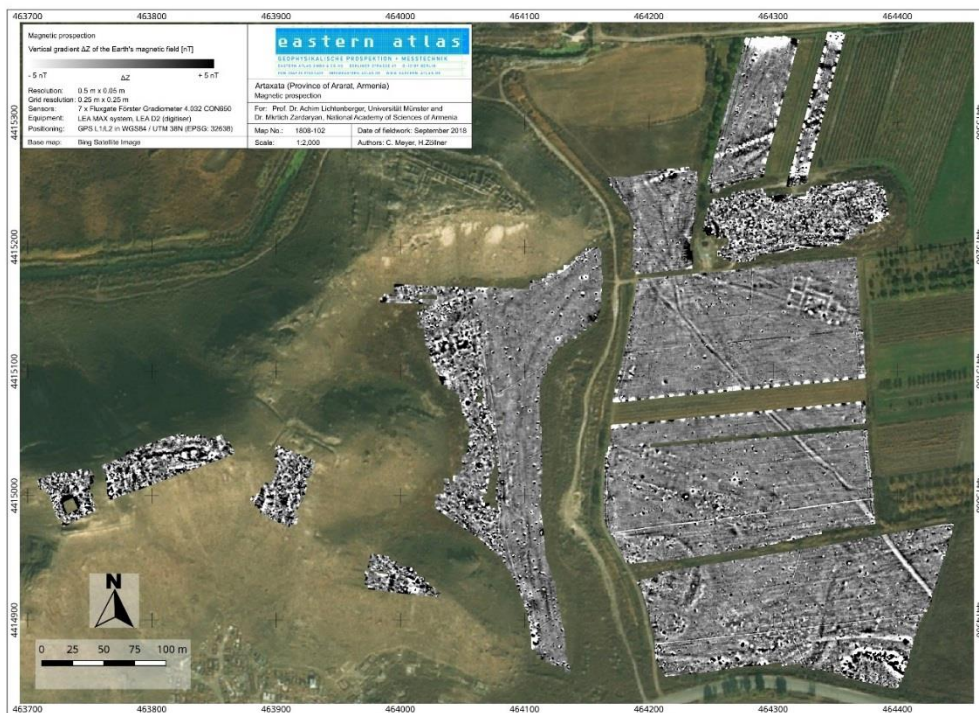 463700 463800 463900 464000 464100 464200 464300 464400
Magnetic prospection
Vertical gradient ΔZ of the Earth's magnetic field [nT]
- 5 nT ΔZ + 5 nT
Resolution: 0.5 m x 0.05 m
Grid resolution: 0.25 m x 0.25 m
Sensors: 7 x Fluxgate Förster Gradiometer 4.032 CON650
Equipment: LEA MAX system, LEA D2 (digitiser)
Positioning: GPS L1/L2 in WGS84 / UTM 38N (EPSG: 32638)
Base map: Bing Satellite Image
eastern atlas
GEOPHYSIKALISCHE PROSPEKTION + MESSTECHNIK
Artaxata (Province of Ararat, Armenia)
Magnetic prospection
For: Prof. Dr. Achim Lichtenberger, Universität Münster and
Dr. Mkrtich Zardaryan, National Academy of Sciences of Armenia
Map No.: 1808-102 Date of fieldwork: September 2018
Scale: 1:2,000 Authors: C. Meyer, H.Zöllner
4415300
4415200
4415100
4415000
4414900
N
0 25 50 75 100 m
463700 463800 463900 464000 464100 464200 464300 464400